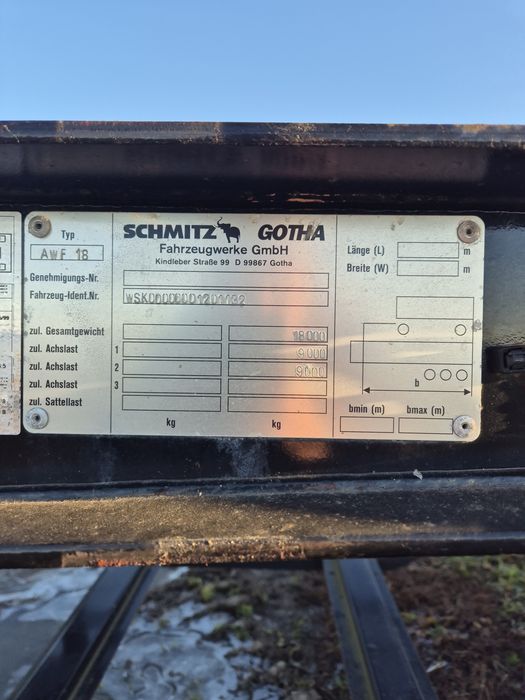 SCHMITZ GOTHA
Fahrzeugwerke GmbH
Kindleber Straße 99 D 99867 Gotha
Typ
AWF 18
Genehmigungs-Nr.
Fahrzeug-Ident.Nr.
zul. Gesamtgewicht 18000
zul. Achslast 1 9000
zul. Achslast 2 9000
zul. Achslast 3
zul. Sattellast
kg kg
Länge (L) m
Breite (W) m
b
bmin (m) bmax (m)